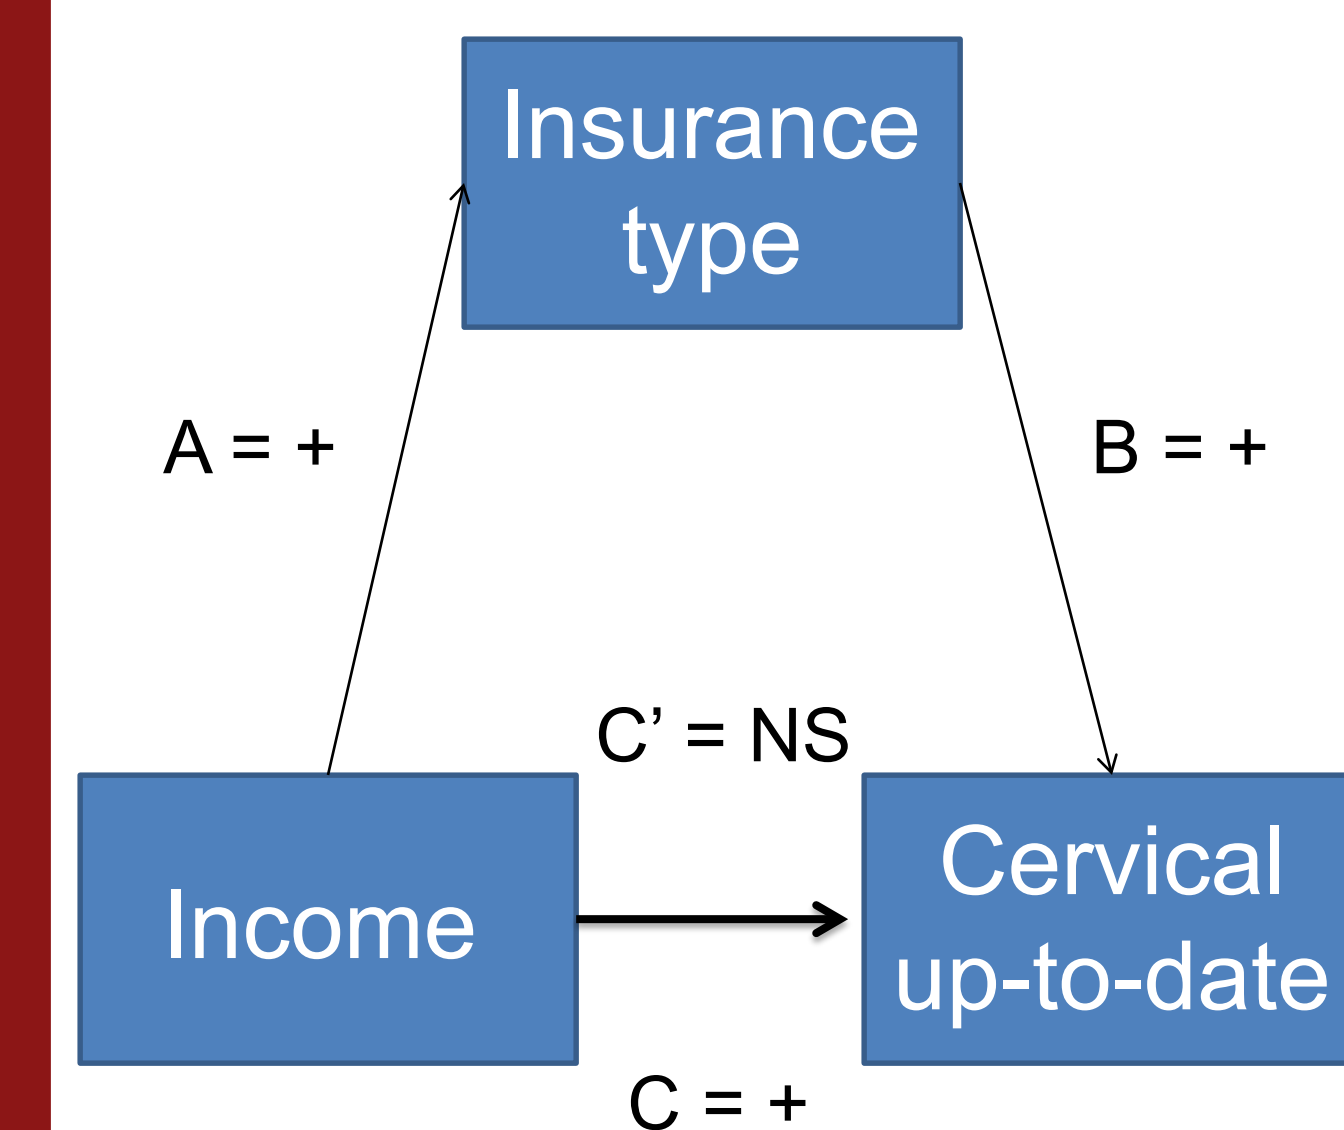 Insurance
type
A = +
B = +
C’ = NS
Income
Cervical
up-to-date
C = +